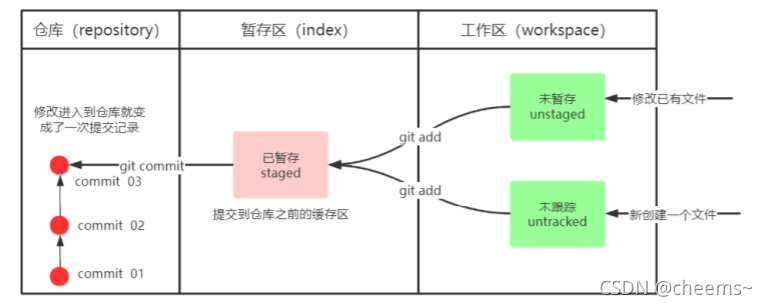 仓库（repository）
暂存区（index）
工作区（workspace）
修改进入到仓库就变
成了一次提交记录
未暂存
unstaged
修改已有文件
git add
git commit
已暂存
staged
commit 03
git add
提交到仓库之前的缓存区
未跟踪
untracked
新创建一个文件
commit 02
commit 01
CSDN @cheems~